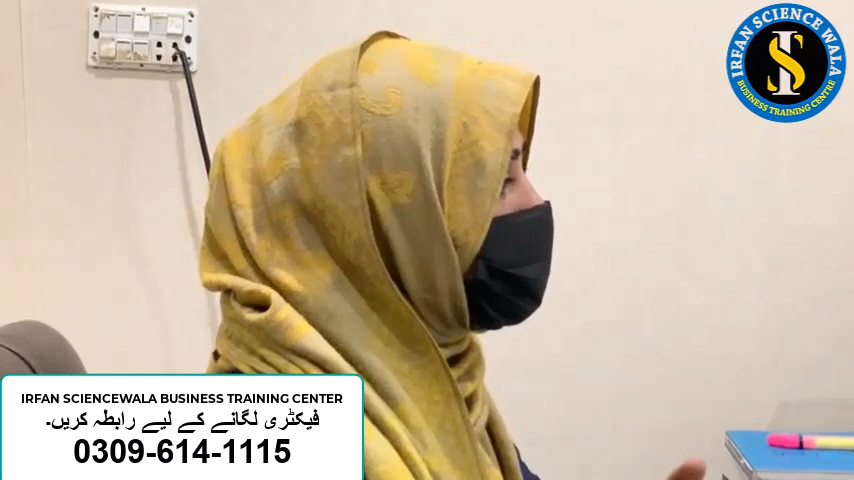 IRFAN SCIENCE WALA
IS
BUSINESS TRAINING CENTRE
IRFAN SCIENCEWALA BUSINESS TRAINING CENTER
فیکٹری لگانے کے لیے رابطہ کریں۔
0309-614-1115